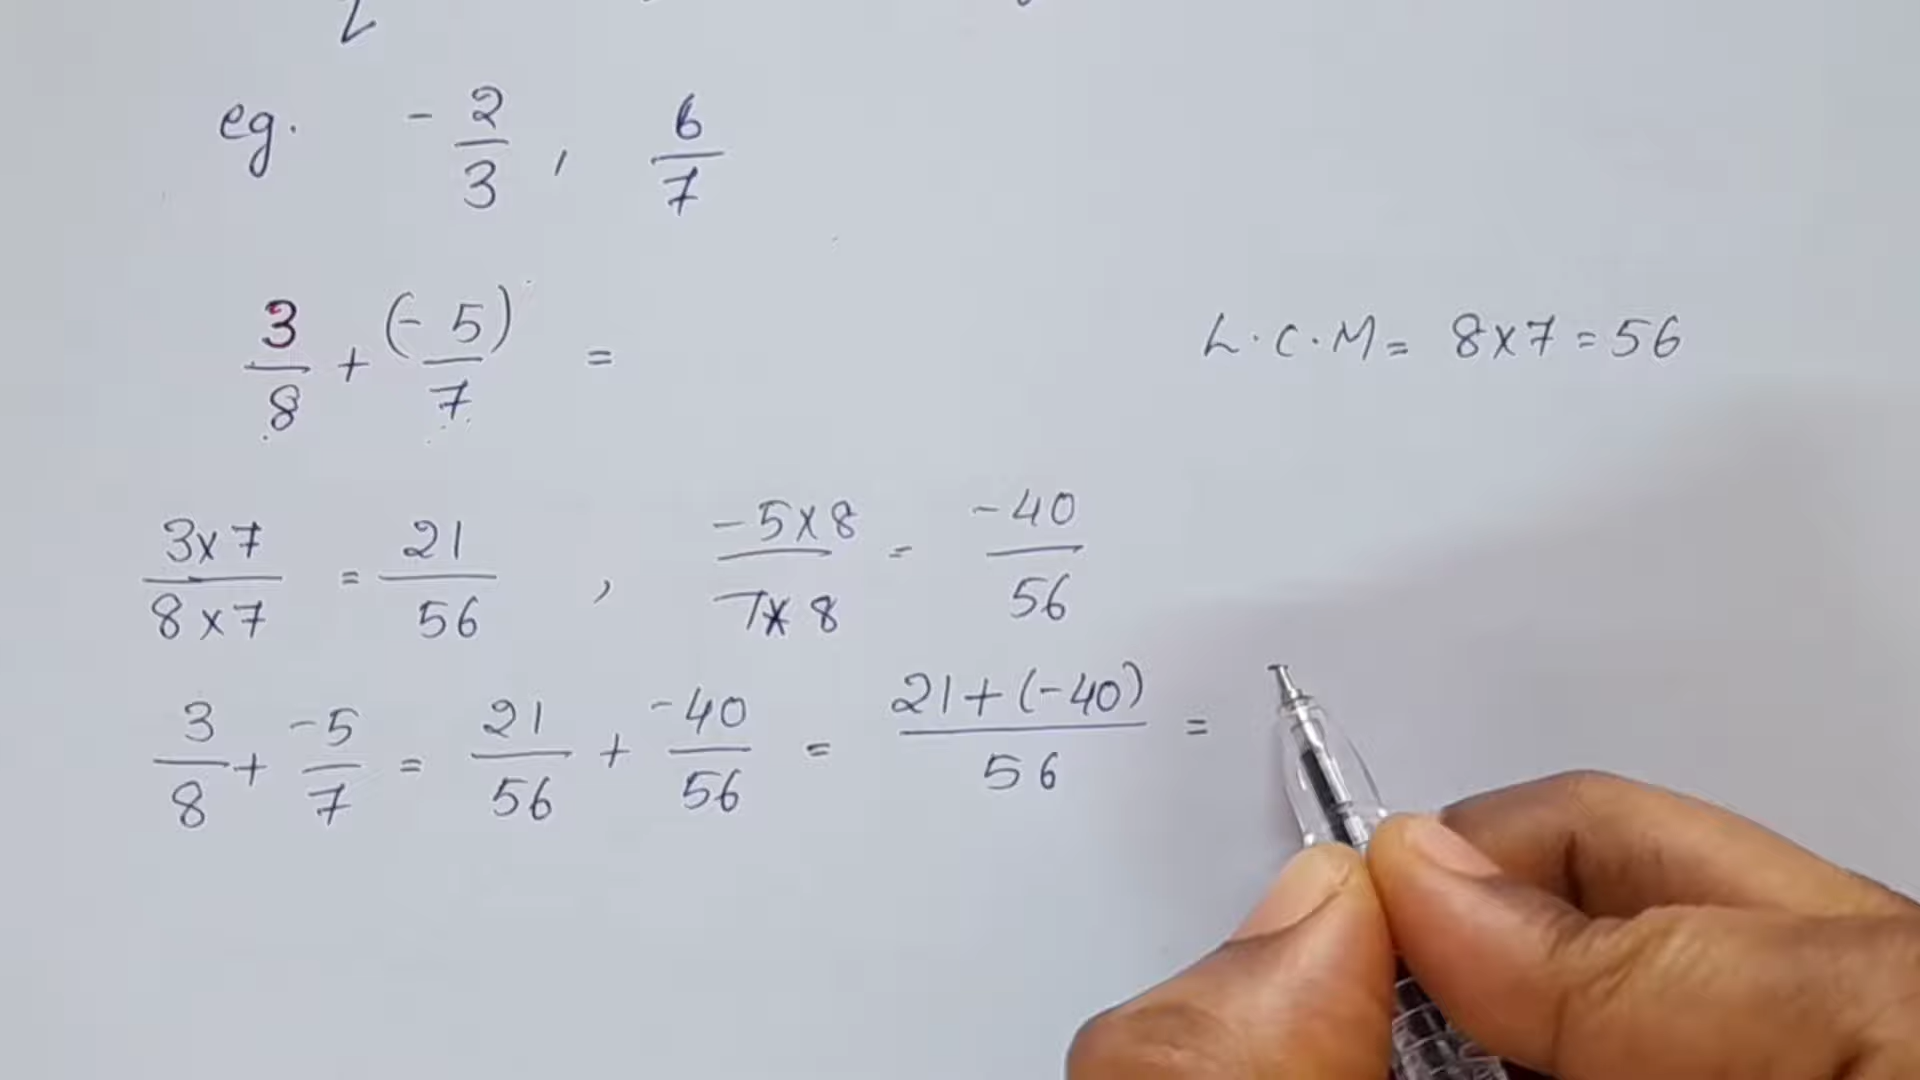 eg. -2/3 , 6/7
3/8 + (-5)/7 =
L.C.M = 8x7 = 56
3x7/8x7 = 21/56 , -5x8/7x8 = -40/56
3/8 + -5/7 = 21/56 + -40/56 = 21+(-40)/56 =